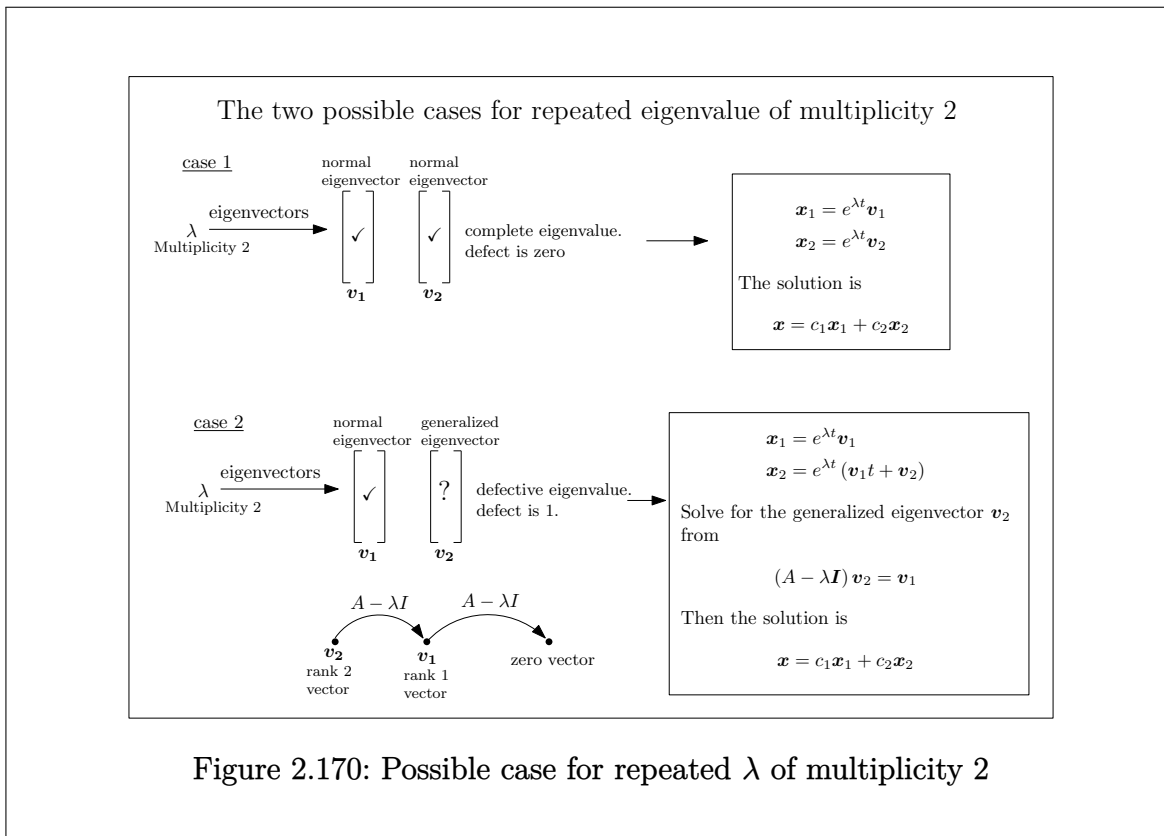 The two possible cases for repeated eigenvalue of multiplicity 2
case 1
normal
eigenvector
normal
eigenvector
eigenvectors
λ
Multiplicity 2
✓
✓
v₁
v₂
complete eigenvalue.
defect is zero
x₁ = e^{λt} v₁
x₂ = e^{λt} v₂
The solution is
x = c₁x₁ + c₂x₂
case 2
normal
eigenvector
generalized
eigenvector
eigenvectors
λ
Multiplicity 2
✓
?
v₁
v₂
defective eigenvalue.
defect is 1.
x₁ = e^{λt} v₁
x₂ = e^{λt} (v₁t + v₂)
Solve for the generalized eigenvector v₂
from
(A − λI) v₂ = v₁
Then the solution is
x = c₁x₁ + c₂x₂
A − λI
A − λI
v₂
rank 2
vector
v₁
rank 1
vector
zero vector
Figure 2.170: Possible case for repeated λ of multiplicity 2